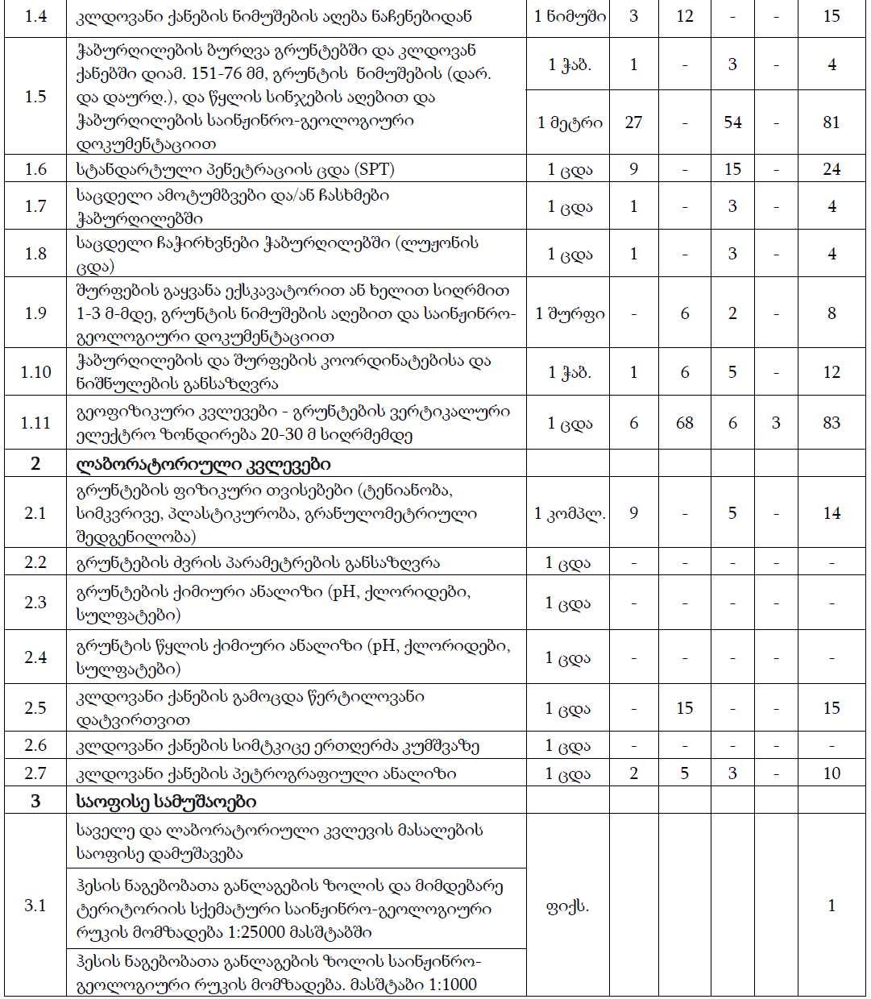 1.4 კლდოვანი ქანების ნიმუშების აღება ნაჩენებიდან 1 ნიმუში 3 12 - - 15
ჭაბურღილების ბურღვა გრუნტებში და კლდოვან
ქანებში დიამ. 151-76 მმ, გრუნტის ნიმუშების (დარ.
1 ჭაბ. 1 - 3 - 4
1.5 და დაურღ.), და წყლის სინჯების აღებით და
ჭაბურღილების საინჟინრო-გეოლოგიური
დოკუმენტაციით
1 მეტრი 27 - 54 - 81
1.6 სტანდარტული პენეტრაციის ცდა (SPT) 1 ცდა 9 - 15 - 24
1.7 საცდელი ამოტუმბვები და/ან ჩასხმები
ჭაბურღილებში 1 ცდა 1 - 3 - 4
1.8 საცდელი ჩაჭირხვნები ჭაბურღილებში (ლუჟონის
ცდა) 1 ცდა 1 - 3 - 4
შურფების გაყვანა ექსკავატორით ან ხელით სიღრმით
1.9 1-3 მ-მდე, გრუნტის ნიმუშების აღებით და საინჟინრო- 1 შურფი - 6 2 - 8
გეოლოგიური დოკუმენტაციით
1.10 ჭაბურღილების და შურფების კოორდინატებისა და
ნიშნულების განსაზღვრა 1 ჭაბ. 1 6 5 - 12
1.11 გეოფიზიკური კვლევები - გრუნტების ვერტიკალური
ელექტრო ზონდირება 20-30 მ სიღრმემდე 1 ცდა 6 68 6 3 83
2 ლაბორატორიული კვლევები
გრუნტების ფიზიკური თვისებები (ტენიანობა,
2.1 სიმკვრივე, პლასტიკურობა, გრანულომეტრიული 1 კომპლ. 9 - 5 - 14
შედგენილობა)
2.2 გრუნტების ძვრის პარამეტრების განსაზღვრა 1 ცდა - - - - -
2.3 გრუნტების ქიმიური ანალიზი (pH, ქლორიდები,
სულფატები) 1 ცდა - - - - -
2.4 გრუნტის წყლის ქიმიური ანალიზი (pH, ქლორიდები,
სულფატები) 1 ცდა - - - - -
2.5 კლდოვანი ქანების გამოცდა წერტილოვანი
დატვირთვით 1 ცდა - 15 - - 15
2.6 კლდოვანი ქანების სიმტკიცე ერთღერძა კუმშვაზე 1 ცდა - - - - -
2.7 კლდოვანი ქანების პეტროგრაფიული ანალიზი 1 ცდა 2 5 3 - 10
3 საოფისე სამუშაოები
საველე და ლაბორატორიული კვლევის მასალების
საოფისე დამუშავება
ჰესის ნაგებობათა განლაგების ზოლის და მიმდებარე
3.1 ტერიტორიის სქემატური საინჟინრო-გეოლოგიური ფიქს. 1
რუკის მომზადება 1:25000 მასშტაბში
ჰესის ნაგებობათა განლაგების ზოლის საინჟინრო-
გეოლოგიური რუკის მომზადება. მასშტაბი 1:1000